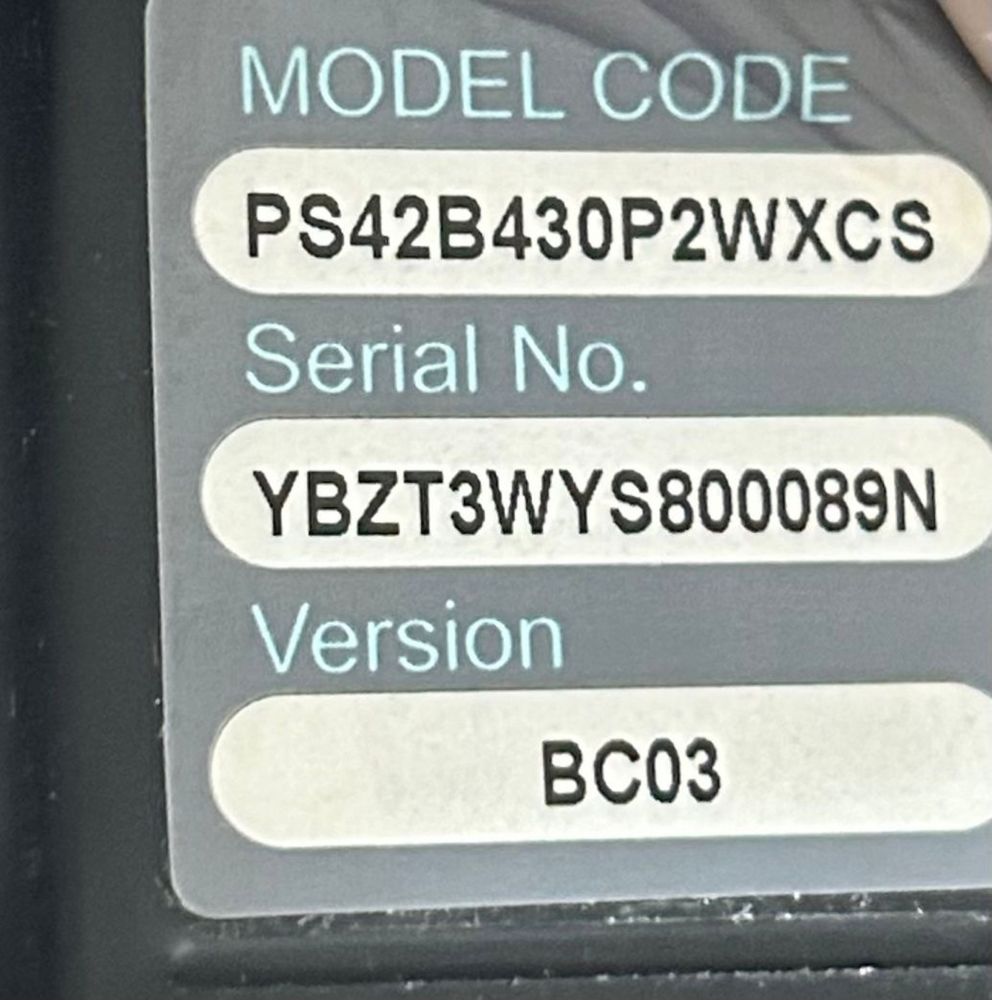 MODEL CODE
PS42B430P2WXCS
Serial No.
YBZT3WYS800089N
Version
BC03